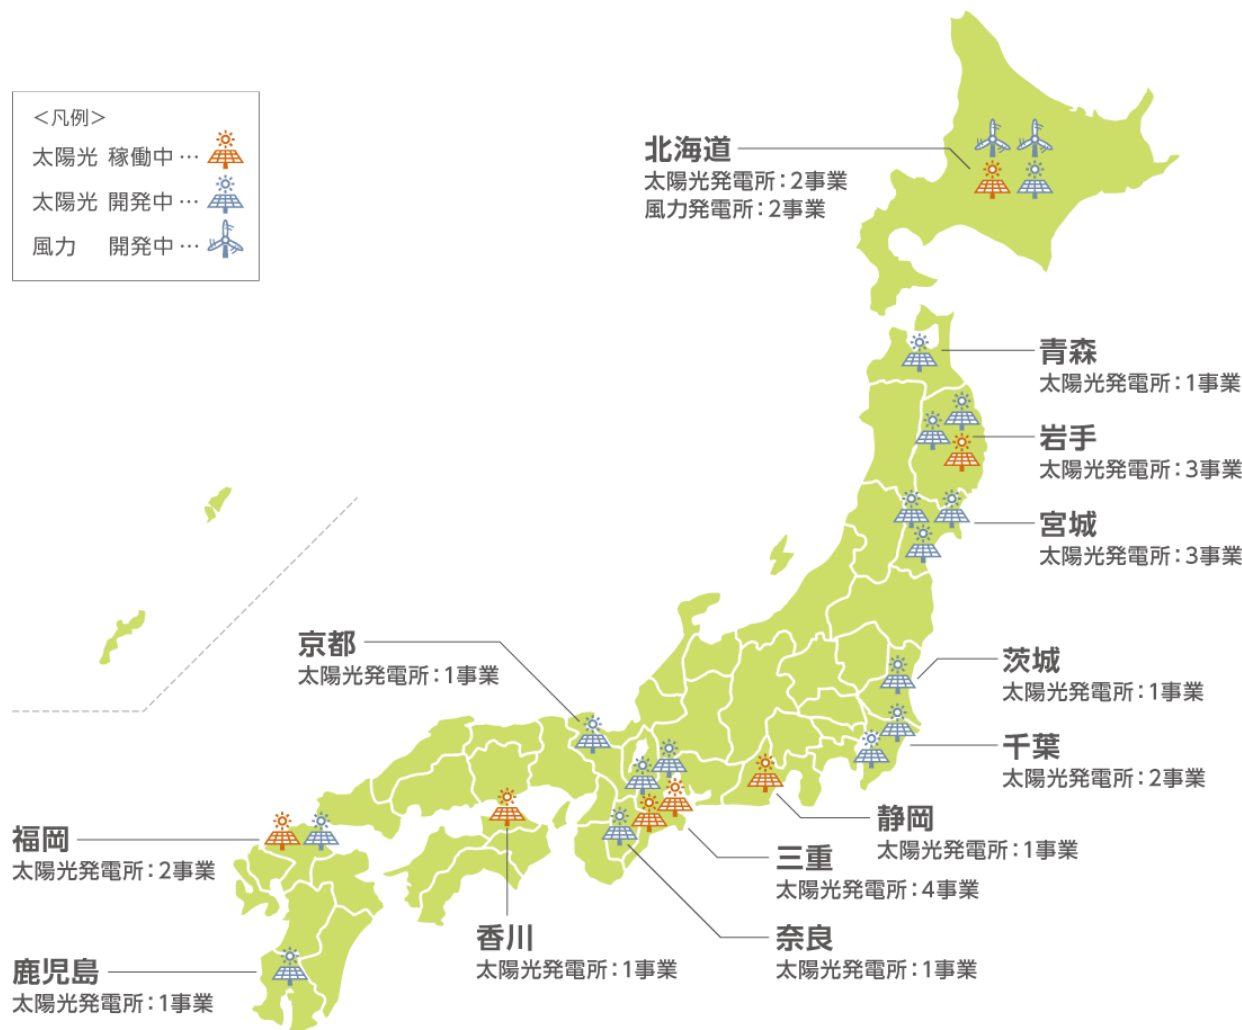 <凡例>
太陽光 稼働中…
太陽光 開発中…
風力 開発中…
北海道
太陽光発電所：2事業
風力発電所：2事業
青森
太陽光発電所：1事業
岩手
太陽光発電所：3事業
宮城
太陽光発電所：3事業
京都
太陽光発電所：1事業
茨城
太陽光発電所：1事業
千葉
太陽光発電所：2事業
静岡
太陽光発電所：1事業
福岡
太陽光発電所：2事業
三重
太陽光発電所：4事業
香川
太陽光発電所：1事業
奈良
太陽光発電所：1事業
鹿児島
太陽光発電所：1事業